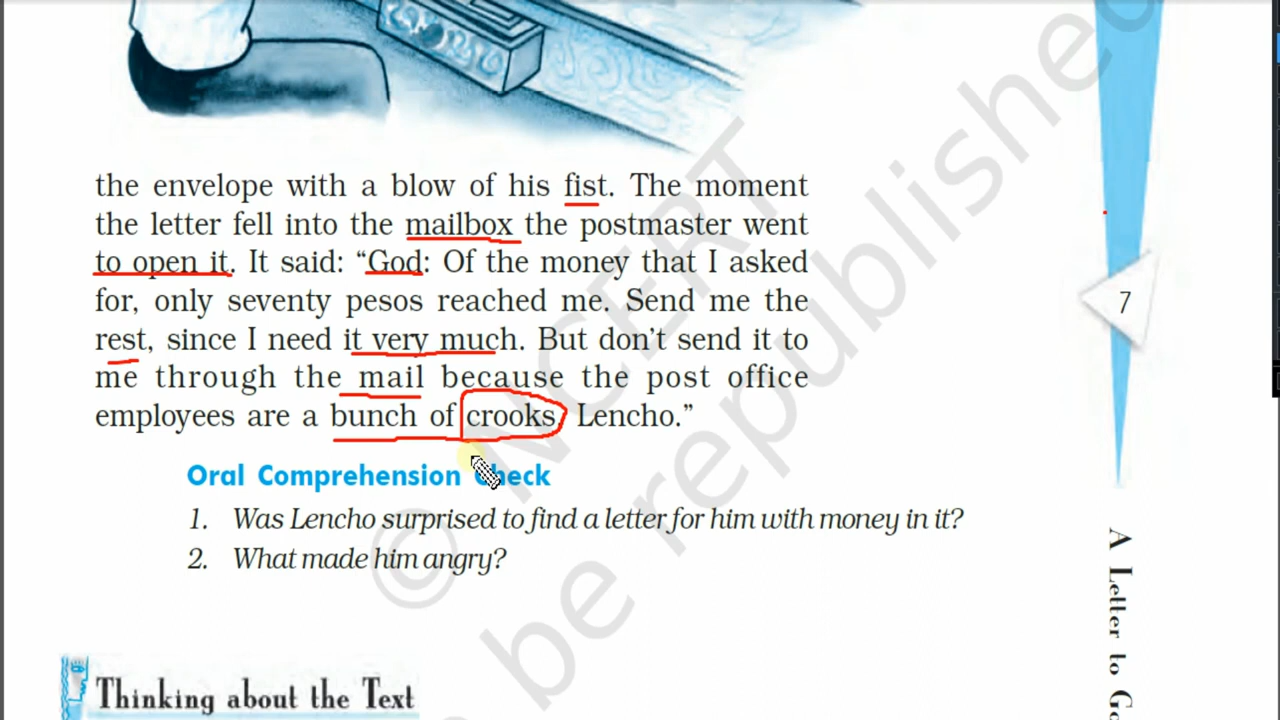 the envelope with a blow of his fist. The moment
the letter fell into the mailbox the postmaster went
to open it. It said: “God: Of the money that I asked
for, only seventy pesos reached me. Send me the
rest, since I need it very much. But don’t send it to
me through the mail because the post office
employees are a bunch of crooks. Lencho.”
Oral Comprehension Check
1. Was Lencho surprised to find a letter for him with money in it?
2. What made him angry?
Thinking about the Text
7
A Letter to
© NCERT
be republished